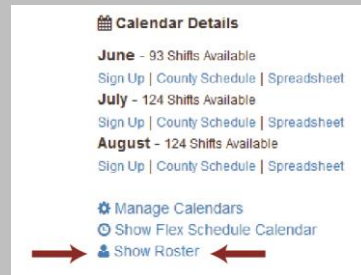 Calendar Details
June - 93 Shifts Available
Sign Up | County Schedule | Spreadsheet
July - 124 Shifts Available
Sign Up | County Schedule | Spreadsheet
August - 124 Shifts Available
Sign Up | County Schedule | Spreadsheet
Manage Calendars
Show Flex Schedule Calendar
Show Roster